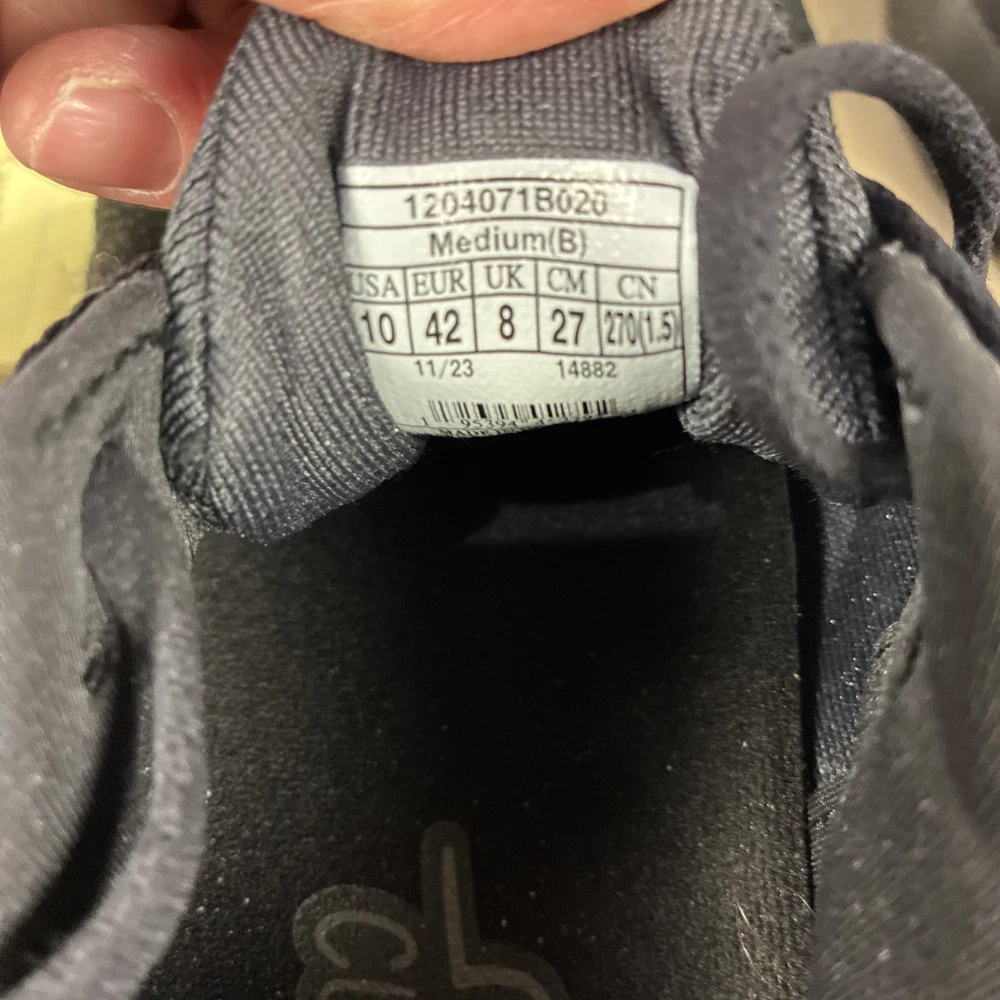 1204071B020
Medium(B)
USA EUR UK CM CN
10 42 8 27 270(1.5)
11/23 14882